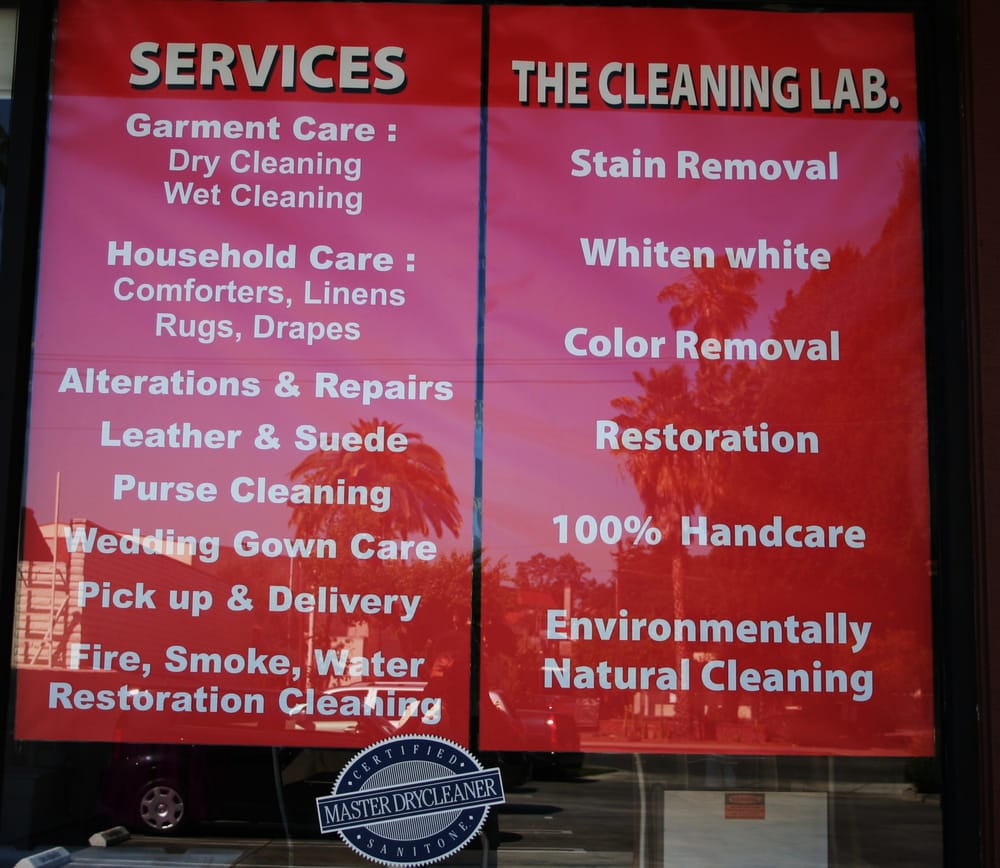 SERVICES
Garment Care :
Dry Cleaning
Wet Cleaning
Household Care :
Comforters, Linens
Rugs, Drapes
Alterations & Repairs
Leather & Suede
Purse Cleaning
Wedding Gown Care
Pick up & Delivery
Fire, Smoke, Water
Restoration Cleaning
THE CLEANING LAB.
Stain Removal
Whiten white
Color Removal
Restoration
100% Handcare
Environmentally
Natural Cleaning
CERTIFIED
MASTER DRYCLEANER
SANITONE